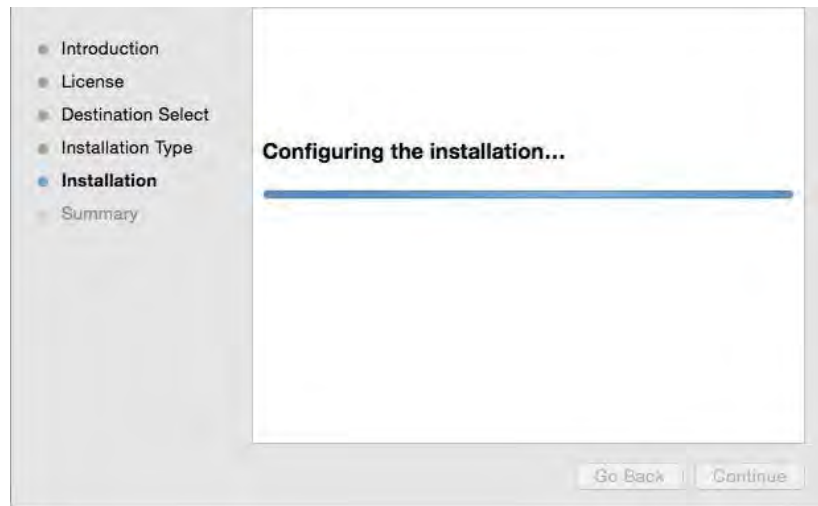 Introduction
License
Destination Select
Installation Type
Installation
Summary
Configuring the installation...
Go Back
Continue